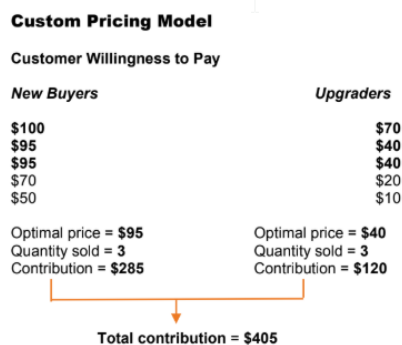 Custom Pricing Model
Customer Willingness to Pay
New Buyers Upgraders
$100 $70
$95 $40
$95 $40
$70 $20
$50 $10
Optimal price = $95 Optimal price = $40
Quantity sold = 3 Quantity sold = 3
Contribution = $285 Contribution = $120
Total contribution = $405